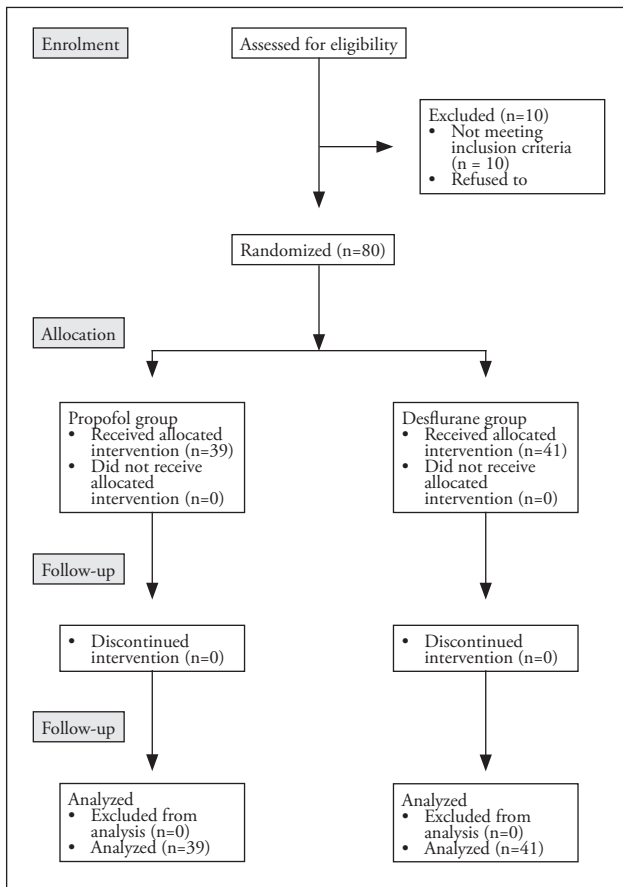 Enrolment
Assessed for eligibility
Excluded (n=10)
• Not meeting
inclusion criteria
(n = 10)
• Refused to
Randomized (n=80)
Allocation
Propofol group
• Received allocated
intervention (n=39)
• Did not receive
allocated
intervention (n=0)
Desflurane group
• Received allocated
intervention (n=41)
• Did not receive
allocated
intervention (n=0)
Follow-up
• Discontinued
intervention (n=0)
• Discontinued
intervention (n=0)
Follow-up
Analyzed
• Excluded from
analysis (n=0)
• Analyzed (n=39)
Analyzed
• Excluded from
analysis (n=0)
• Analyzed (n=41)